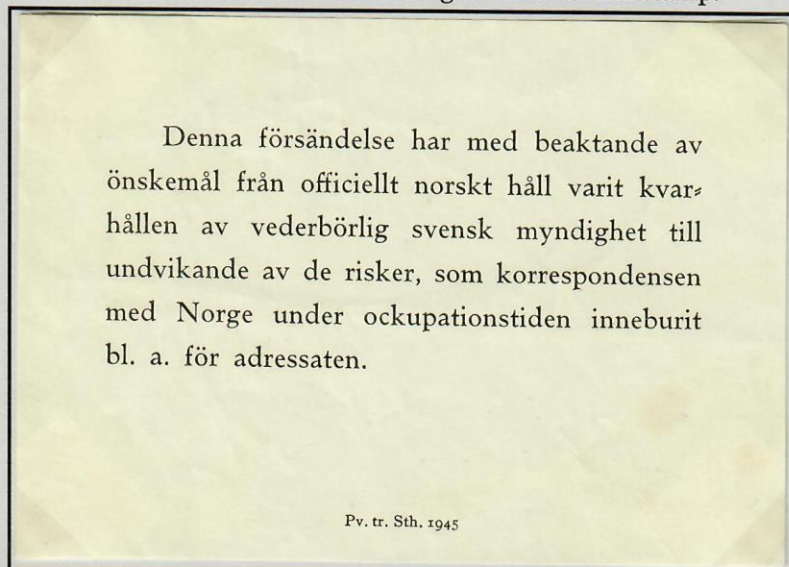 Denna försändelse har med beaktande av
önskemål från officiellt norskt håll varit kvar-
hållen av vederbörlig svensk myndighet till
undvikande av de risker, som korrespondensen
med Norge under ockupationstiden inneburit
bl. a. för adressaten.
Pv. tr. Sth. 1945